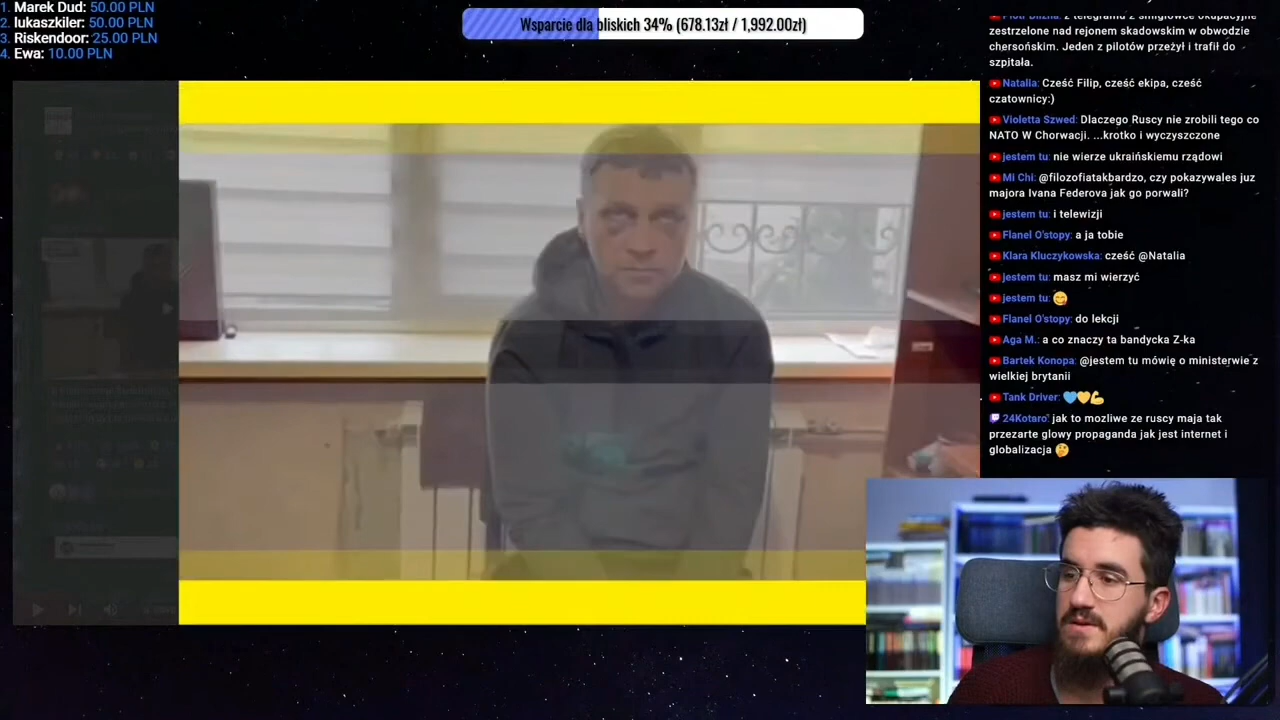 1. Marek Dud: 50.00 PLN
2. lukaszkiler: 50.00 PLN
3. kiskendoor: 25.00 PLN
4. Ewa: 10.00 PLN
Wsparcie dla bliskich 34% (678.13zł / 1,992.00zł)
zestrzelone nad rejonem skadowskim w obwodzie
chersońskim. Jeden z pilotów przeżył i trafił do
szpitala.
Natalia: Cześć Filip, cześć ekipa, cześć
czatownicy:)
Violetta Szwed: Dlaczego Ruscy nie zrobili tego co
NATO W Chorwacji. ...krotko i wyczyszczone
jestem tu: nie wierze ukraińskiemu rządowi
Mi Chi: @filozofiatakbardzo, czy pokazywales juz
majora Ivana Federova jak go porwali?
jestem tu: i telewizji
Flanel O'stopy: a ja tobie
Klara Kluczykowska: cześć @Natalia
jestem tu: masz mi wierzyć
jestem tu: 😋
Flanel O'stopy: do lekcji
Aga M.: a co znaczy ta bandycka Z-ka
Bartek Konopa: @jestem tu mówię o ministerwie z
wielkiej brytanii
Tank Driver: 💙💛💪
24Kotaro: jak to mozliwe ze ruscy maja tak
przezarte glowy propaganda jak jest internet i
globalizacja 🤔